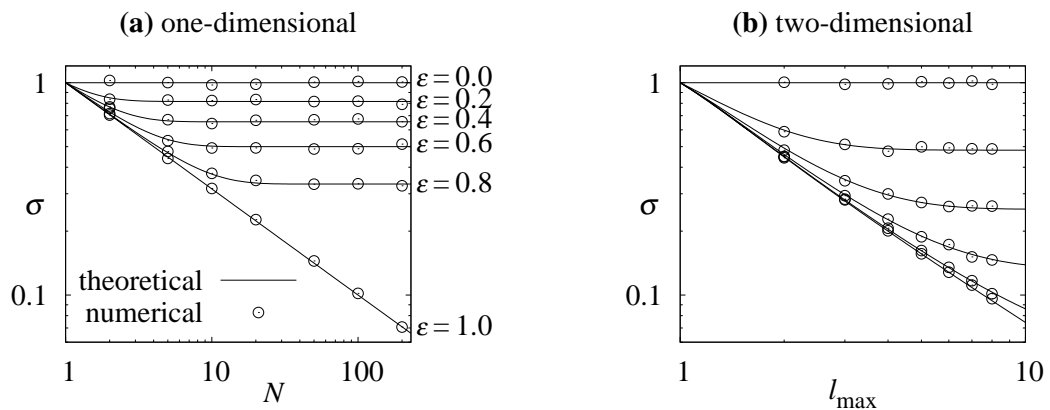 (a) one-dimensional
1
0.1
σ
ε = 0.0
ε = 0.2
ε = 0.4
ε = 0.6
ε = 0.8
ε = 1.0
theoretical
numerical
1 10 100
N
(b) two-dimensional
1
0.1
σ
1 10
l_max